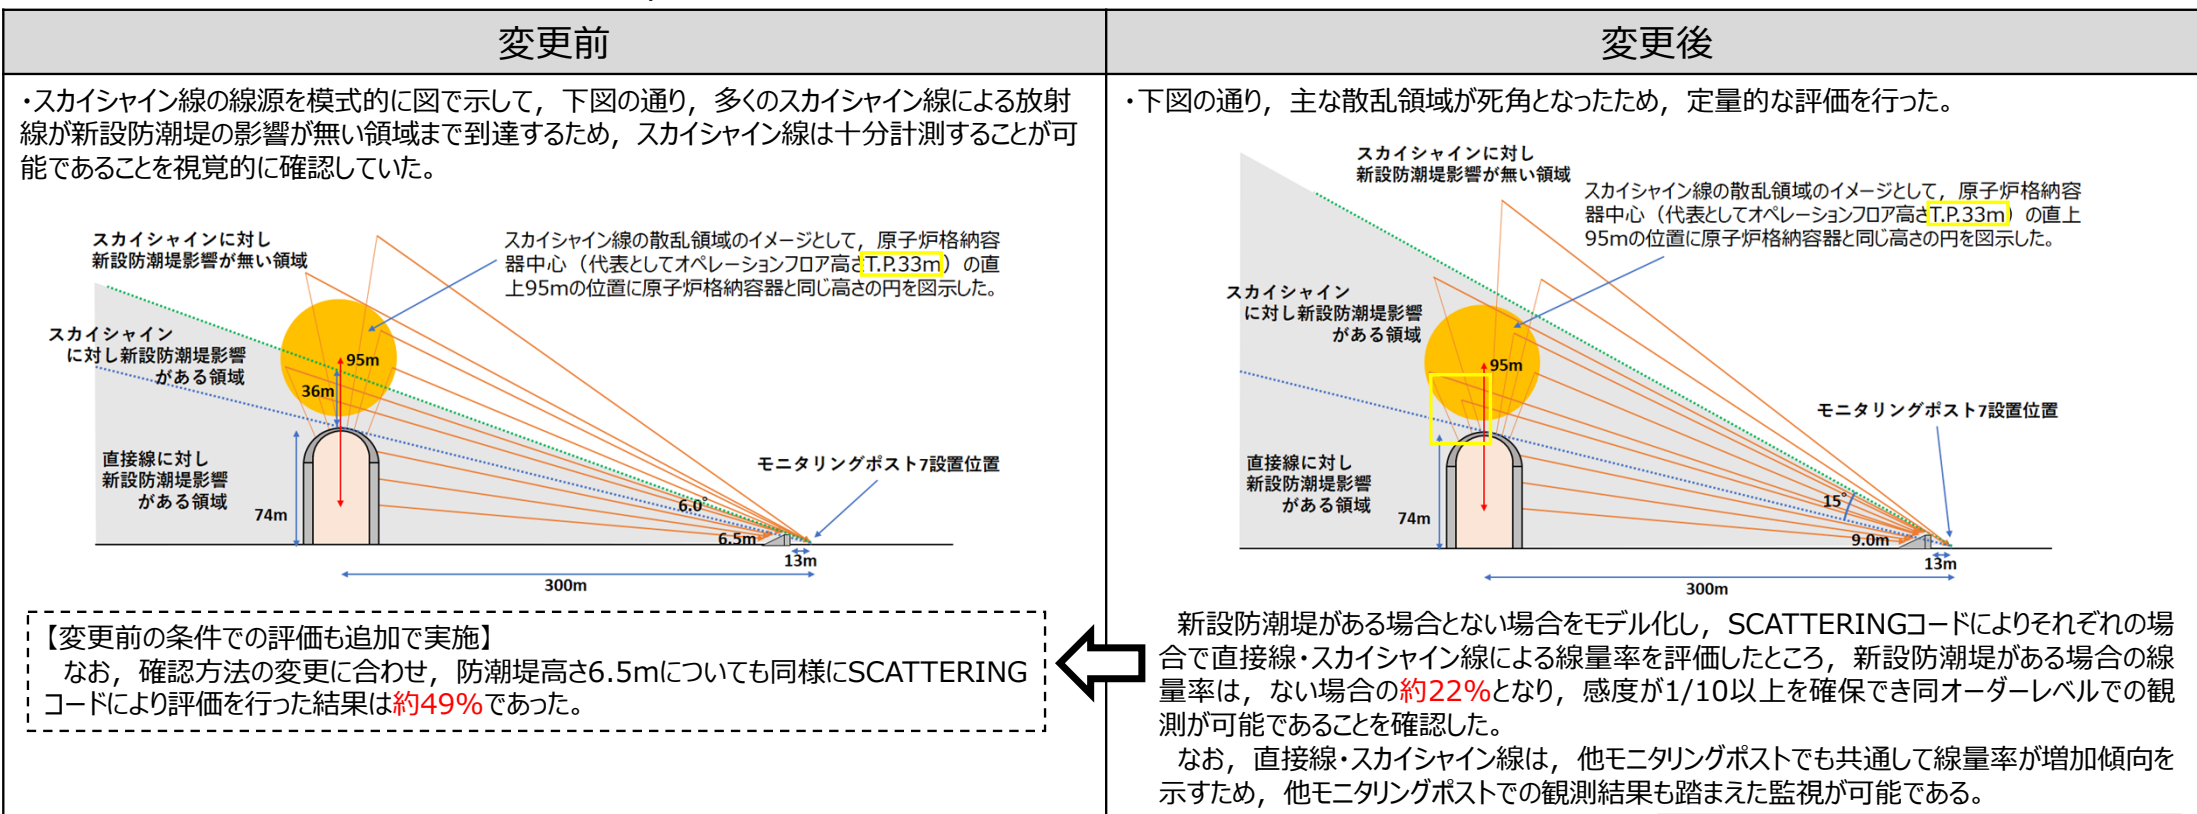 変更前
・スカイシャイン線の線源を模式的に図で示して，下図の通り，多くのスカイシャイン線による放射
線が新設防潮堤の影響が無い領域まで到達するため，スカイシャイン線は十分計測することが可
能であることを視覚的に確認していた。
スカイシャインに対し
新設防潮堤影響が無い領域
スカイシャイン線の散乱領域のイメージとして，原子炉格納容
器中心（代表としてオペレーションフロア高さT.P.33m）の直
上95mの位置に原子炉格納容器と同じ高さの円を図示した。
スカイシャイン
に対し新設防潮堤影響
がある領域
95m
36m
直接線に対し
新設防潮堤影響
がある領域
74m
モニタリングポスト7設置位置
6.0°
6.5m
13m
300m
【変更前の条件での評価も追加で実施】
なお，確認方法の変更に合わせ，防潮堤高さ6.5mについても同様にSCATTERING
コードにより評価を行った結果は約49%であった。
変更後
・下図の通り，主な散乱領域が死角となったため，定量的な評価を行った。
スカイシャインに対し
新設防潮堤影響が無い領域
スカイシャイン線の散乱領域のイメージとして，原子炉格納容
器中心（代表としてオペレーションフロア高さT.P.33m）の直上
95mの位置に原子炉格納容器と同じ高さの円を図示した。
スカイシャイン
に対し新設防潮堤影響
がある領域
95m
モニタリングポスト7設置位置
直接線に対し
新設防潮堤影響
がある領域
74m
15°
9.0m
13m
300m
新設防潮堤がある場合とない場合をモデル化し，SCATTERINGコードによりそれぞれの場
合で直接線・スカイシャイン線による線量率を評価したところ，新設防潮堤がある場合の線
量率は，ない場合の約22%となり，感度が1/10以上を確保でき同オーダーレベルでの観
測が可能であることを確認した。
なお，直接線・スカイシャイン線は，他モニタリングポストでも共通して線量率が増加傾向を
示すため，他モニタリングポストでの観測結果も踏まえた監視が可能である。